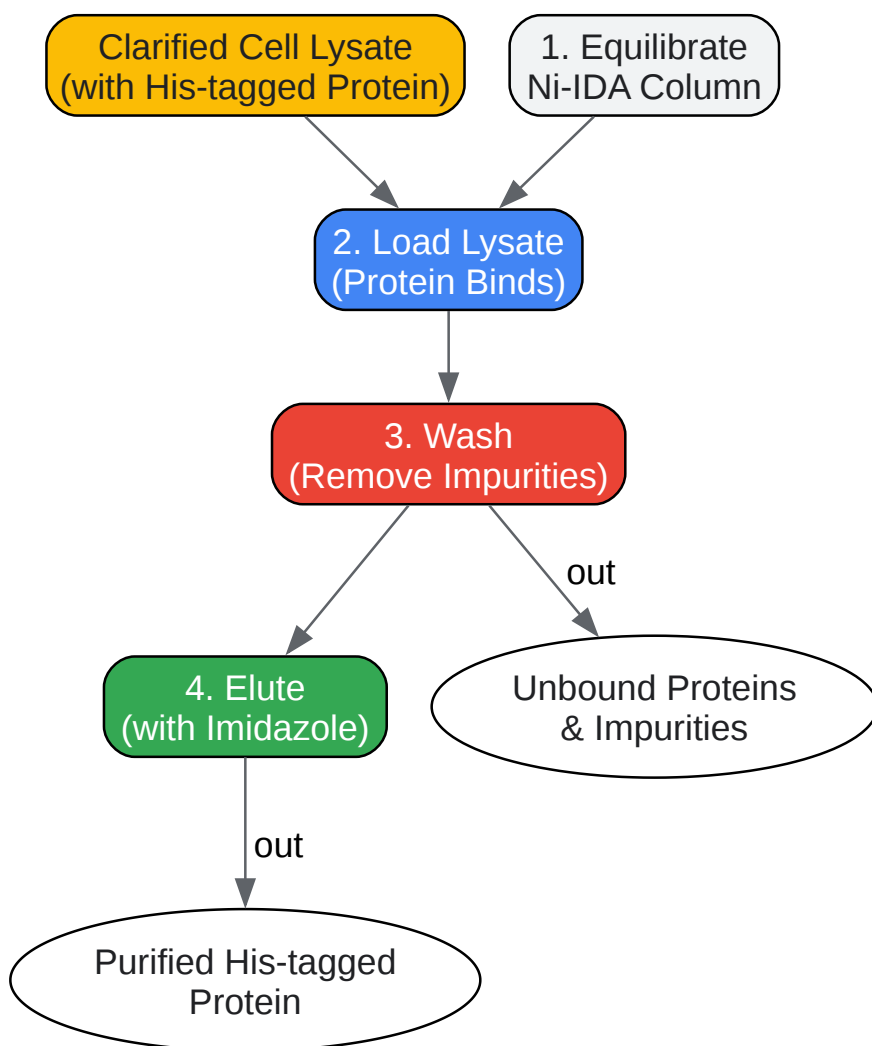 Clarified Cell Lysate
(with His-tagged Protein)
1. Equilibrate
Ni-IDA Column
2. Load Lysate
(Protein Binds)
3. Wash
(Remove Impurities)
out
4. Elute
(with Imidazole)
Unbound Proteins
& Impurities
out
Purified His-tagged
Protein